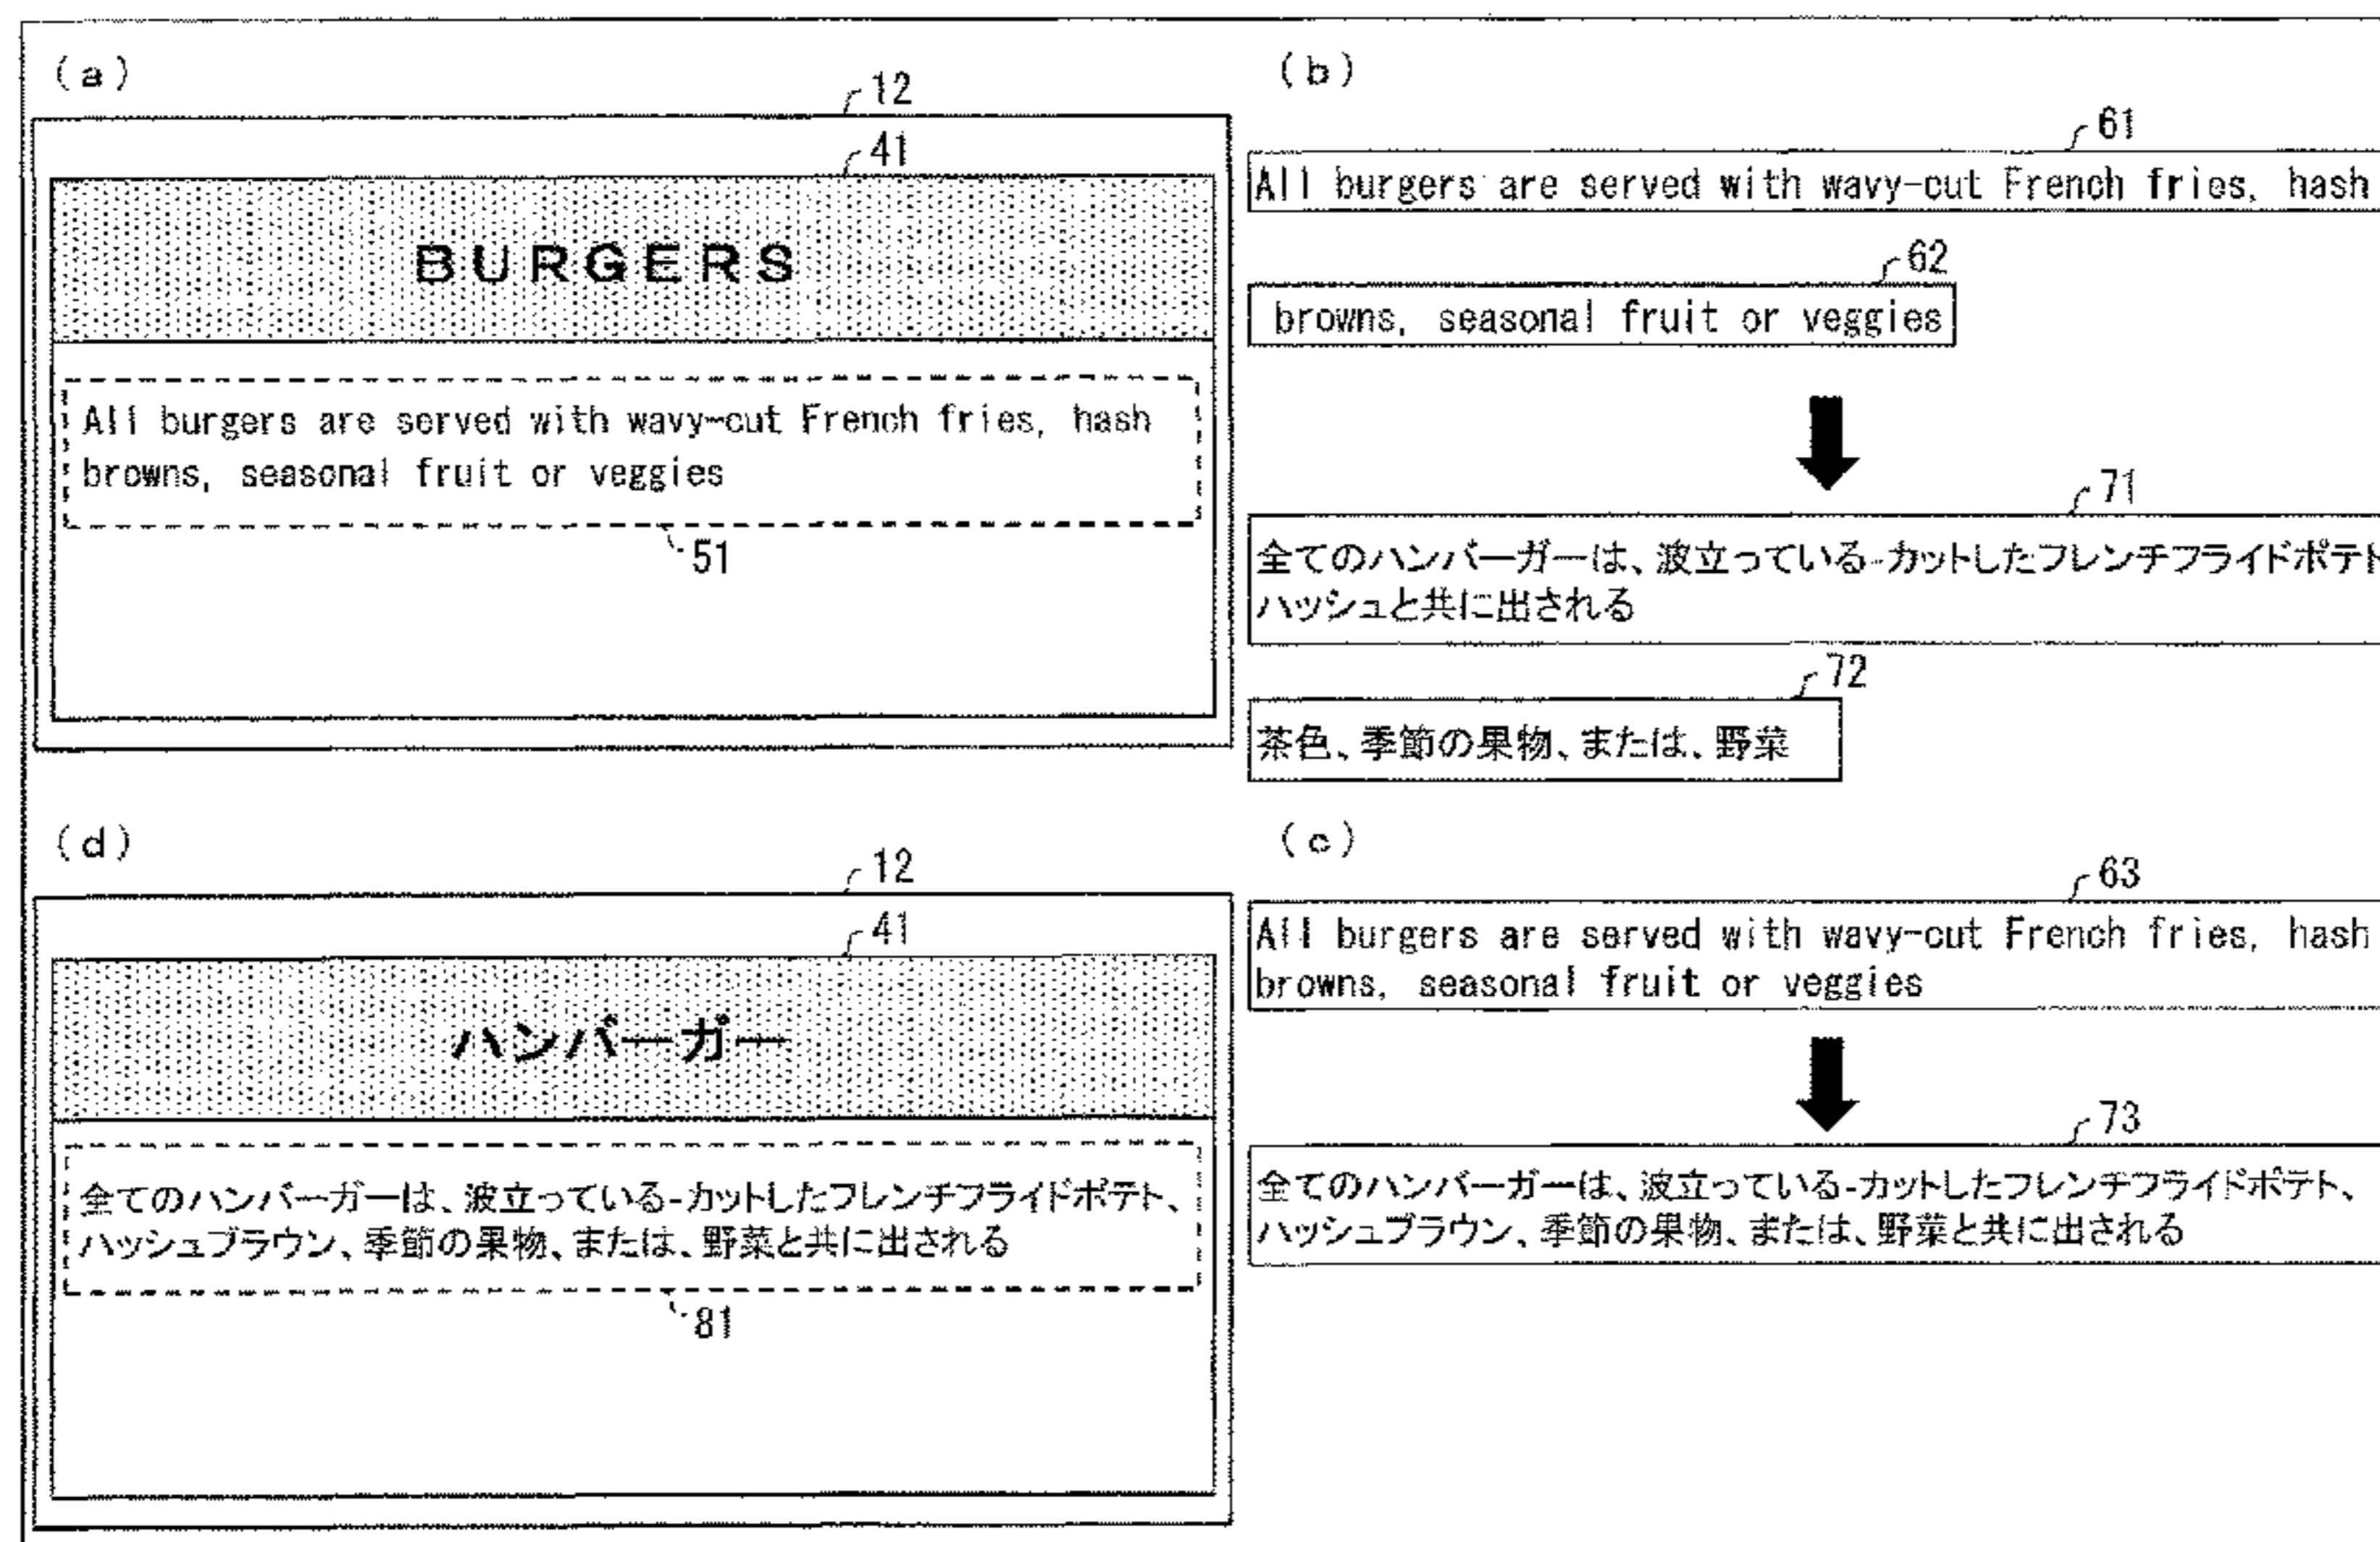 (a)
12
41
BURGERS
All burgers are served with wavy-cut French fries, hash
browns, seasonal fruit or veggies
51
(b)
61
All burgers are served with wavy-cut French fries, hash
62
browns, seasonal fruit or veggies
71
全てのハンバーガーは、波立っている-カットしたフレンチフライドポテト
ハッシュと共に出される
72
茶色、季節の果物、または、野菜
(d)
12
41
ハンバーガー
全てのハンバーガーは、波立っている-カットしたフレンチフライドポテト、
ハッシュブラウン、季節の果物、または、野菜と共に出される
81
(c)
63
All burgers are served with wavy-cut French fries, hash
browns, seasonal fruit or veggies
73
全てのハンバーガーは、波立っている-カットしたフレンチフライドポテト、
ハッシュブラウン、季節の果物、または、野菜と共に出される